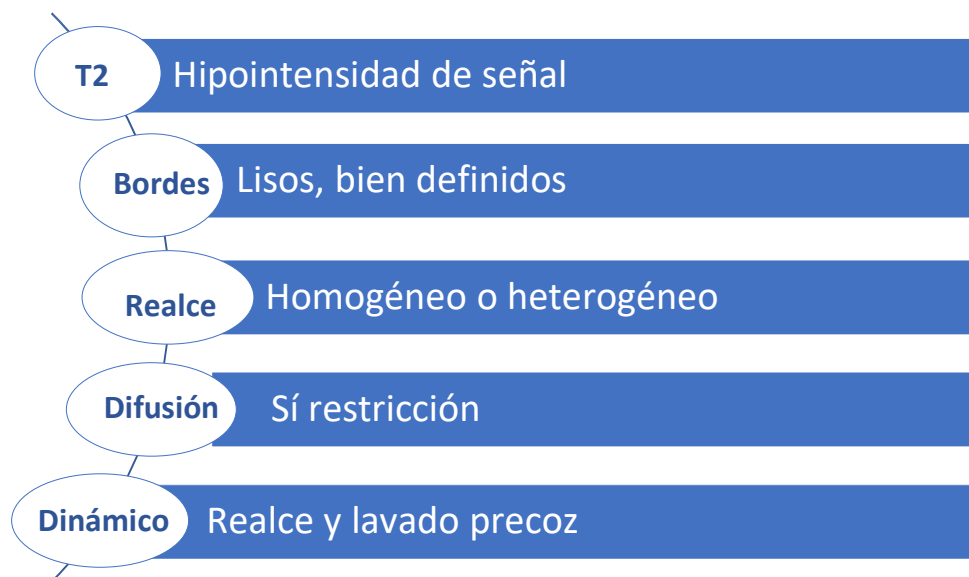 T2
Hipointensidad de señal
Bordes
Lisos, bien definidos
Realce
Homogéneo o heterogéneo
Difusión
Sí restricción
Dinámico
Realce y lavado precoz